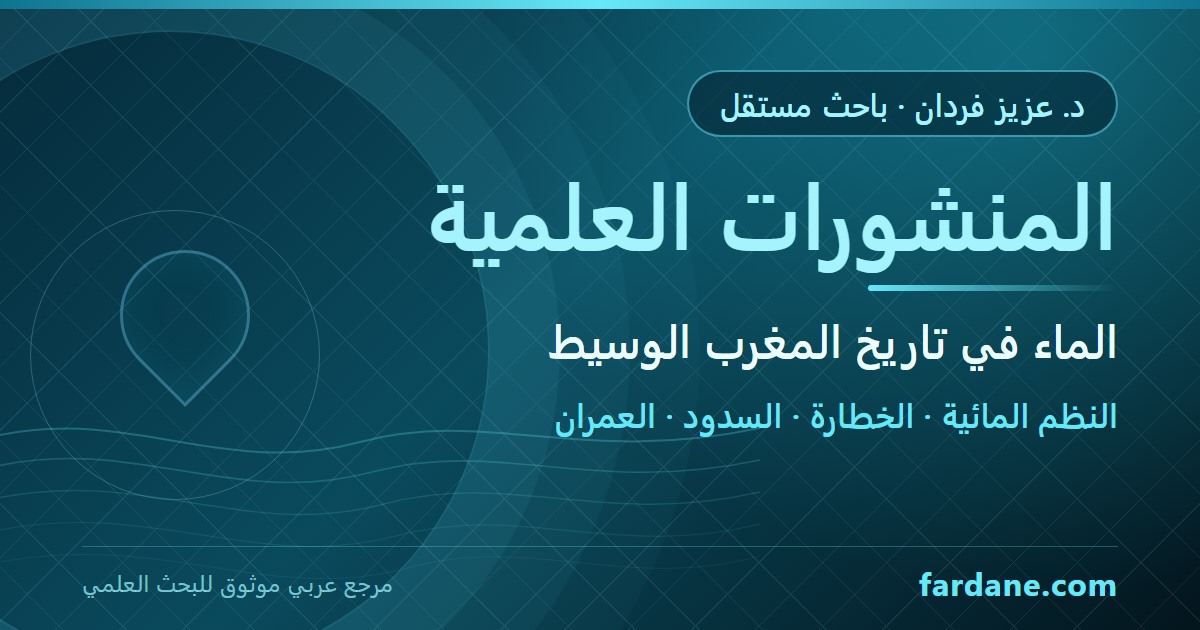 د. عزيز فردان · باحث مستقل
المنشورات العلمية
الماء في تاريخ المغرب الوسيط
النظم المائية · الخطارة · السدود · العمران
fardane.com
مرجع عربي موثوق للبحث العلمي